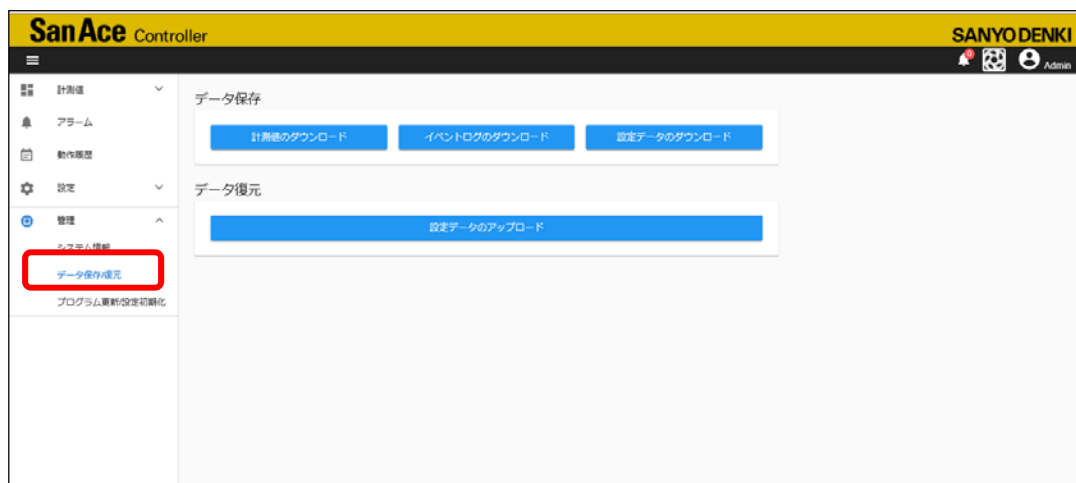 San Ace Controller
SANYO DENKI
0
Admin
計測値
アラーム
動作履歴
設定
管理
システム情報
データ保存/復元
プログラム更新/設定初期化
データ保存
計測値のダウンロード
イベントログのダウンロード
設定データのダウンロード
データ復元
設定データのアップロード